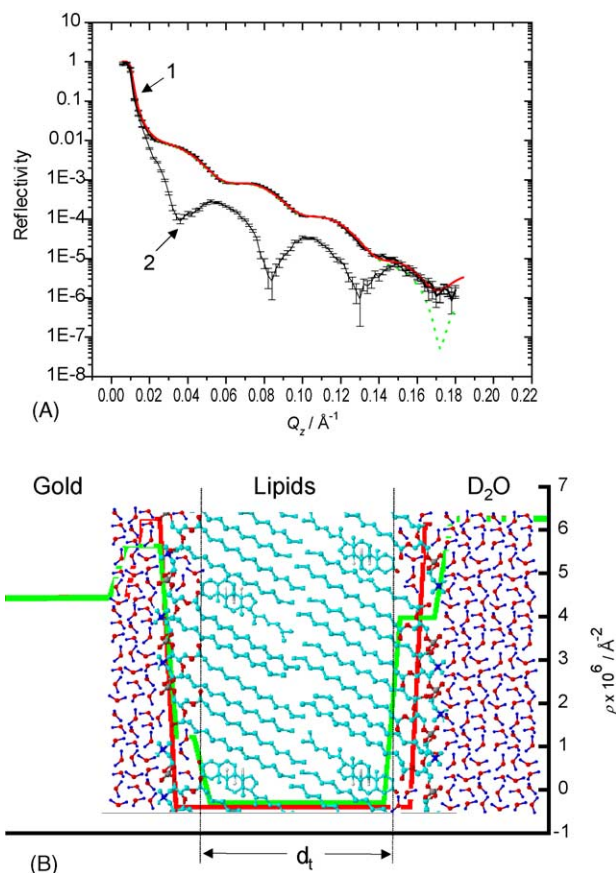 1
0.1
0.01
1E-3
1E-4
1E-5
1E-6
1E-7
1E-8
Reflectivity
1
2
0.00 0.02 0.04 0.06 0.08 0.10 0.12 0.14 0.16 0.18 0.20 0.22
(A)
Qz / Å-1
Gold Lipids D2O
7
6
5
4
3
2
1
0
-1
ρ x 10^6 / Å-2
dt
(B)